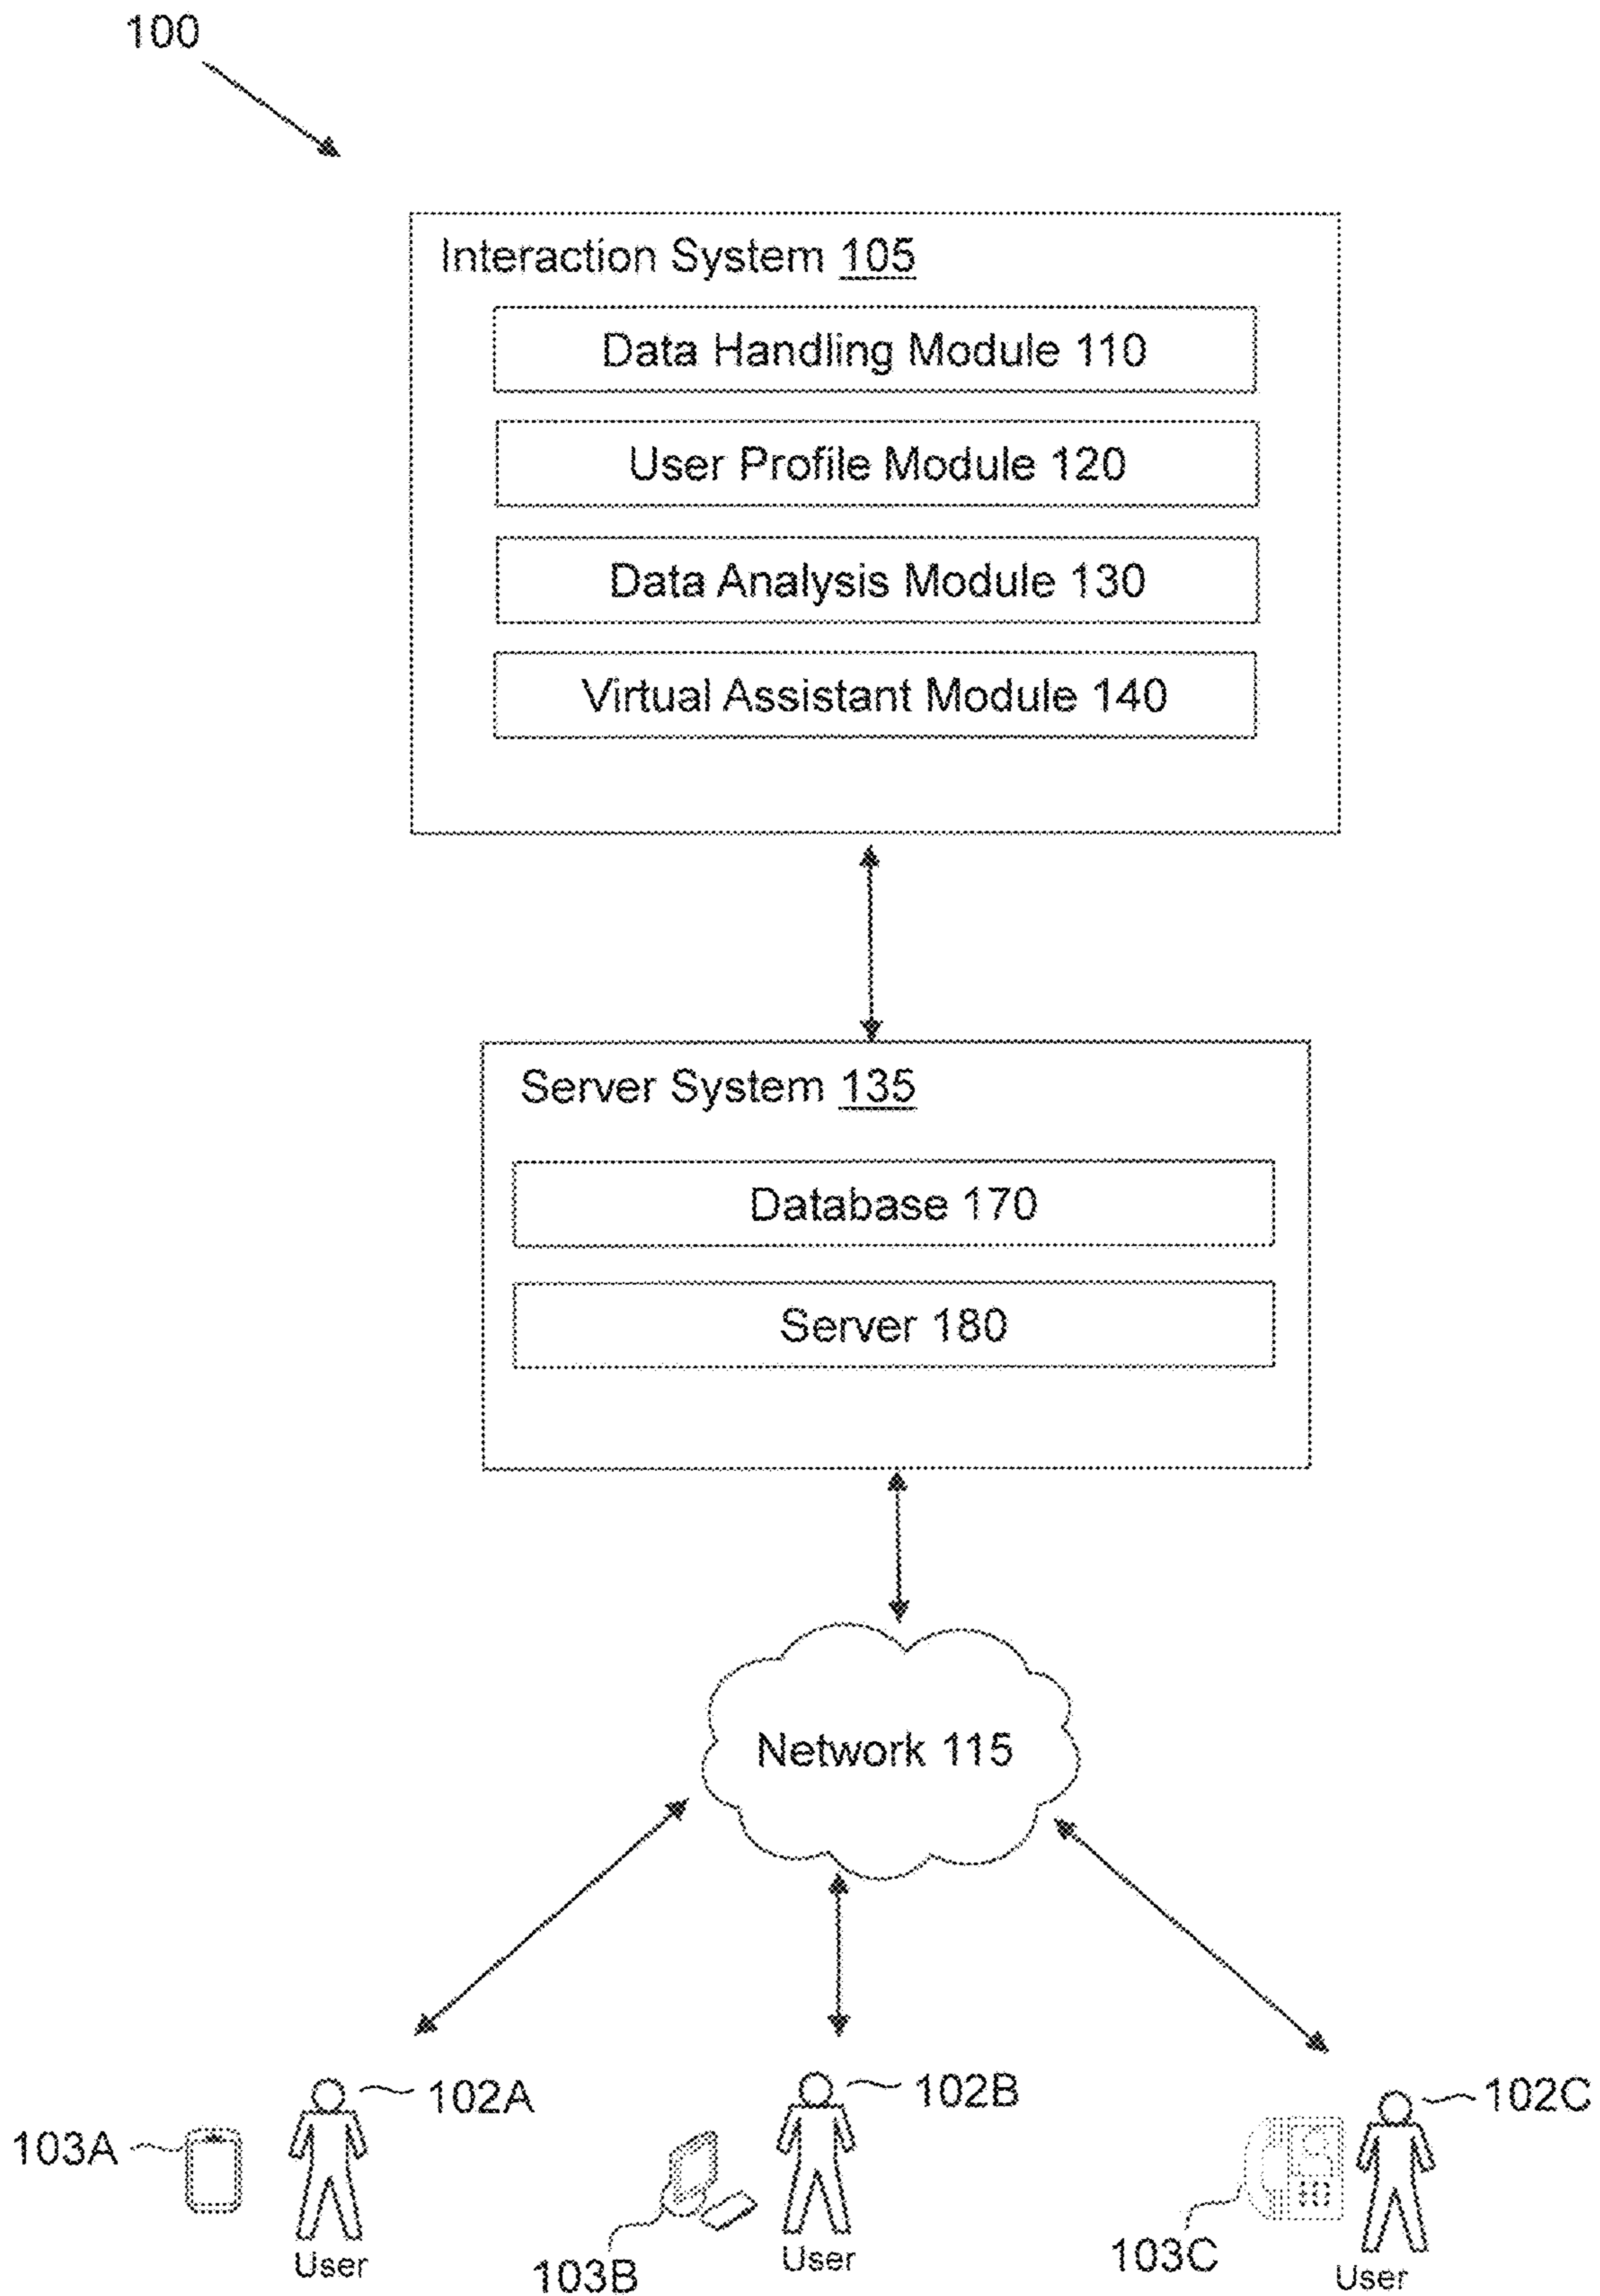 100
Interaction System 105
Data Handling Module 110
User Profile Module 120
Data Analysis Module 130
Virtual Assistant Module 140
Server System 135
Database 170
Server 180
Network 115
102A
102B
102C
103A
103B
103C
User
User
User